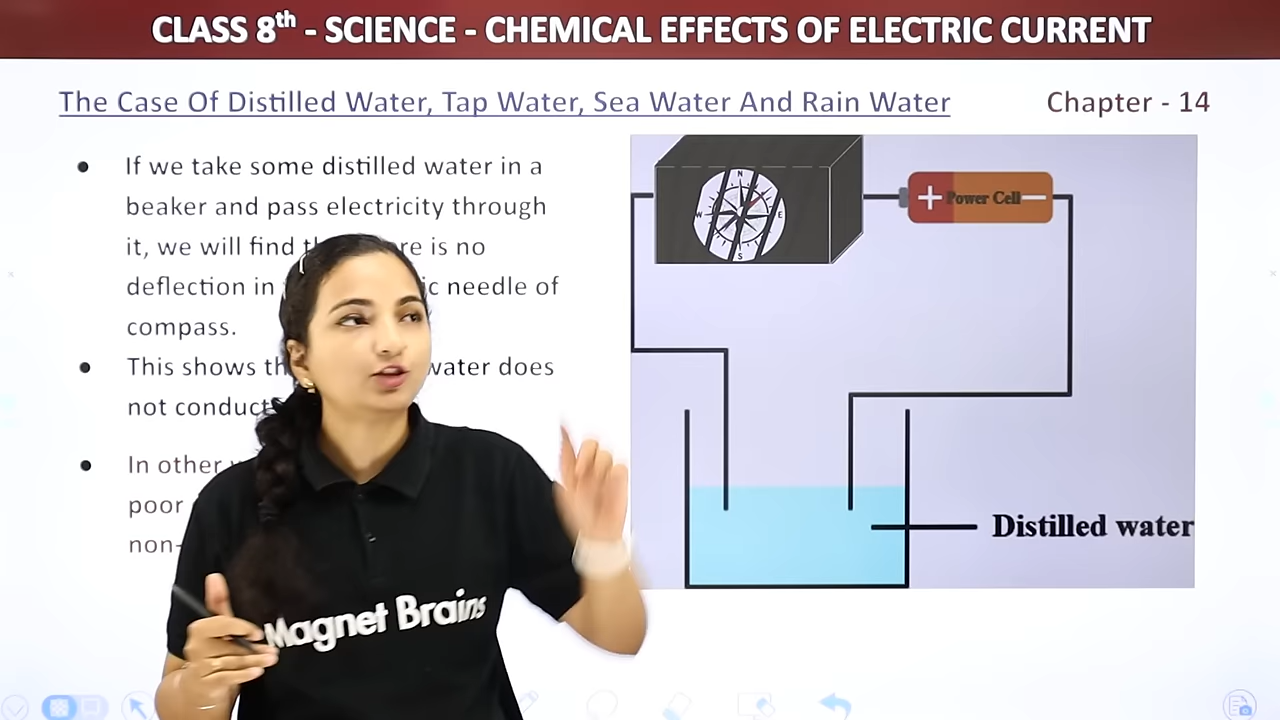 CLASS 8th - SCIENCE - CHEMICAL EFFECTS OF ELECTRIC CURRENT
The Case Of Distilled Water, Tap Water, Sea Water And Rain Water
Chapter - 14
• If we take some distilled water in a
beaker and pass electricity through
it, we will find is no
deflection in needle of
compass.
• This shows water does
not conduct
• In other
poor
non-
N
W
E
S
+ Power Cell −
Distilled water
Magnet Brains